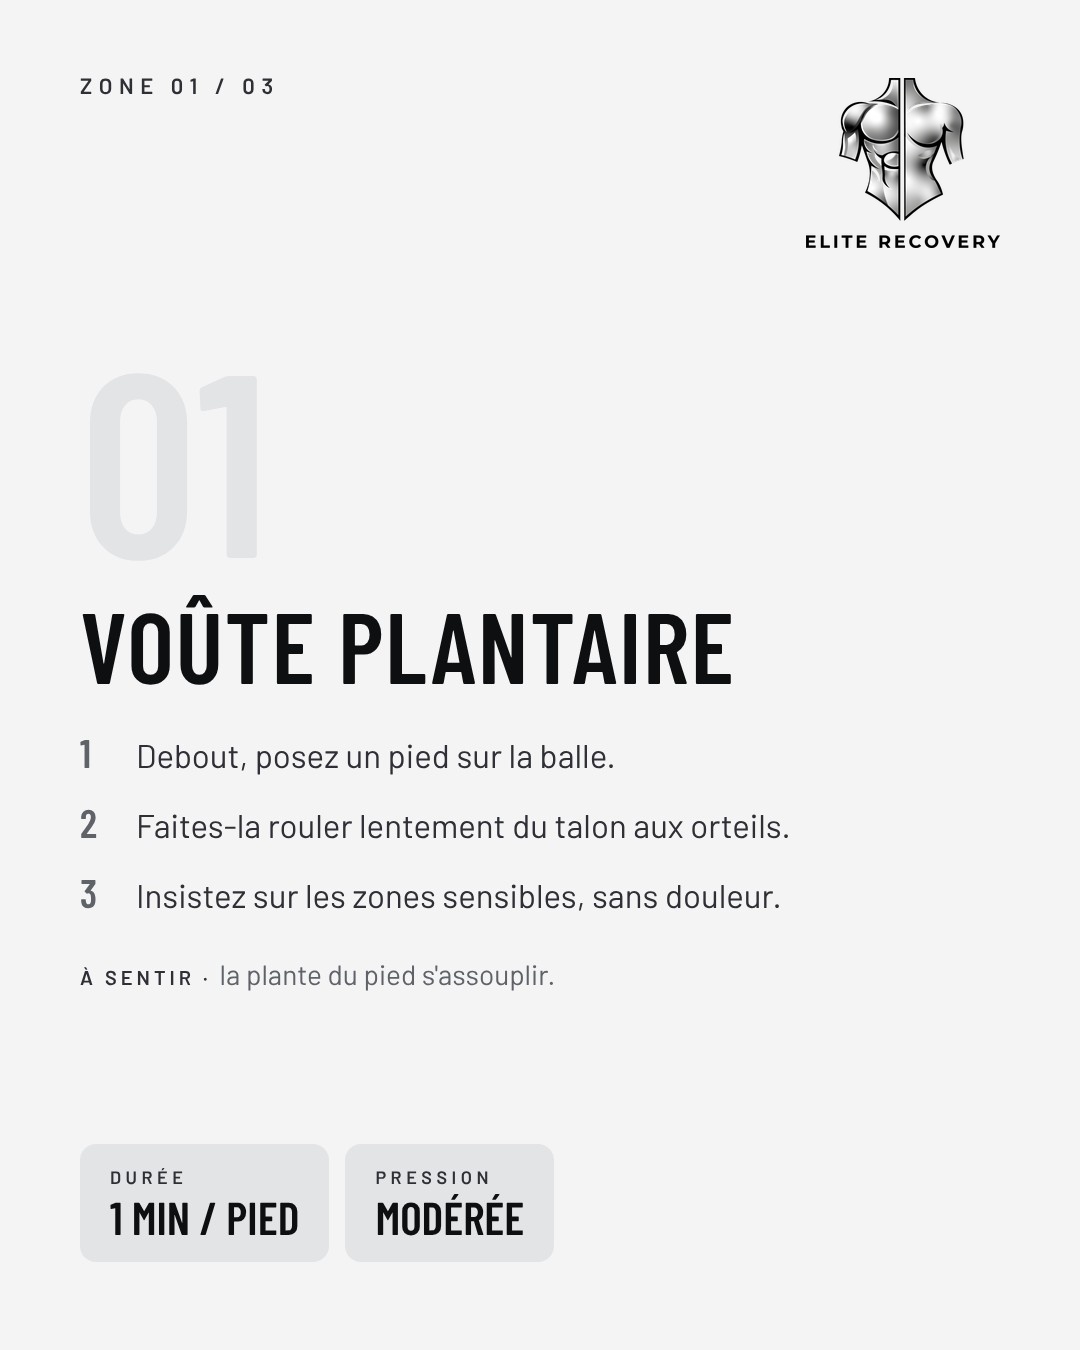 ZONE 01 / 03
ELITE RECOVERY
01
VOÛTE PLANTAIRE
1 Debout, posez un pied sur la balle.
2 Faites-la rouler lentement du talon aux orteils.
3 Insistez sur les zones sensibles, sans douleur.
À SENTIR · la plante du pied s'assouplir.
DURÉE
1 MIN / PIED
PRESSION
MODÉRÉE